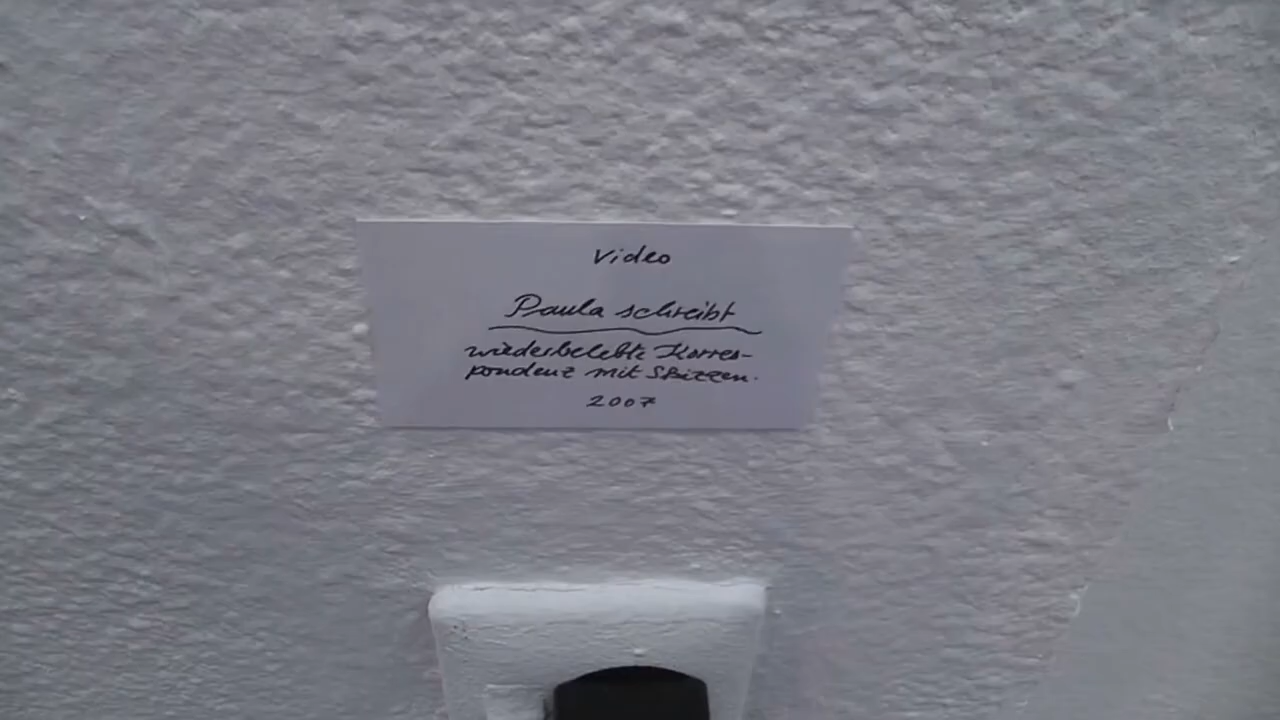 Video
Paula schreibt
wiederbelebte Korres-
pondenz mit Skizzen.
2007